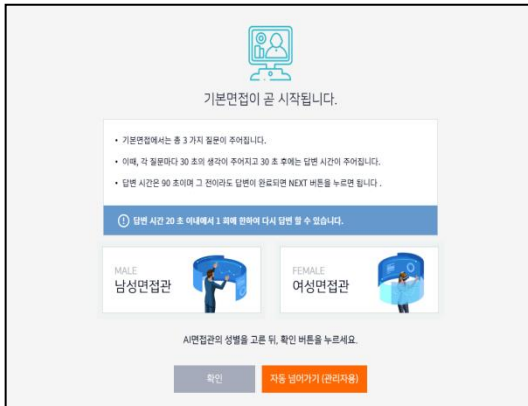 기본면접이 곧 시작됩니다.
• 기본면접에서는 총 3 가지 질문이 주어집니다.
• 이때, 각 질문마다 30 초의 생각이 주어지고 30 초 후에는 답변 시간이 주어집니다.
• 답변 시간은 90 초이며 그 전이라도 답변이 완료되면 NEXT 버튼을 누르면 됩니다 .
! 답변 시간 20 초 이내에서 1 회에 한하여 다시 답변 할 수 있습니다.
MALE
남성면접관
FEMALE
여성면접관
AI면접관의 성별을 고른 뒤, 확인 버튼을 누르세요.
확인
자동 넘어가기 (관리자용)